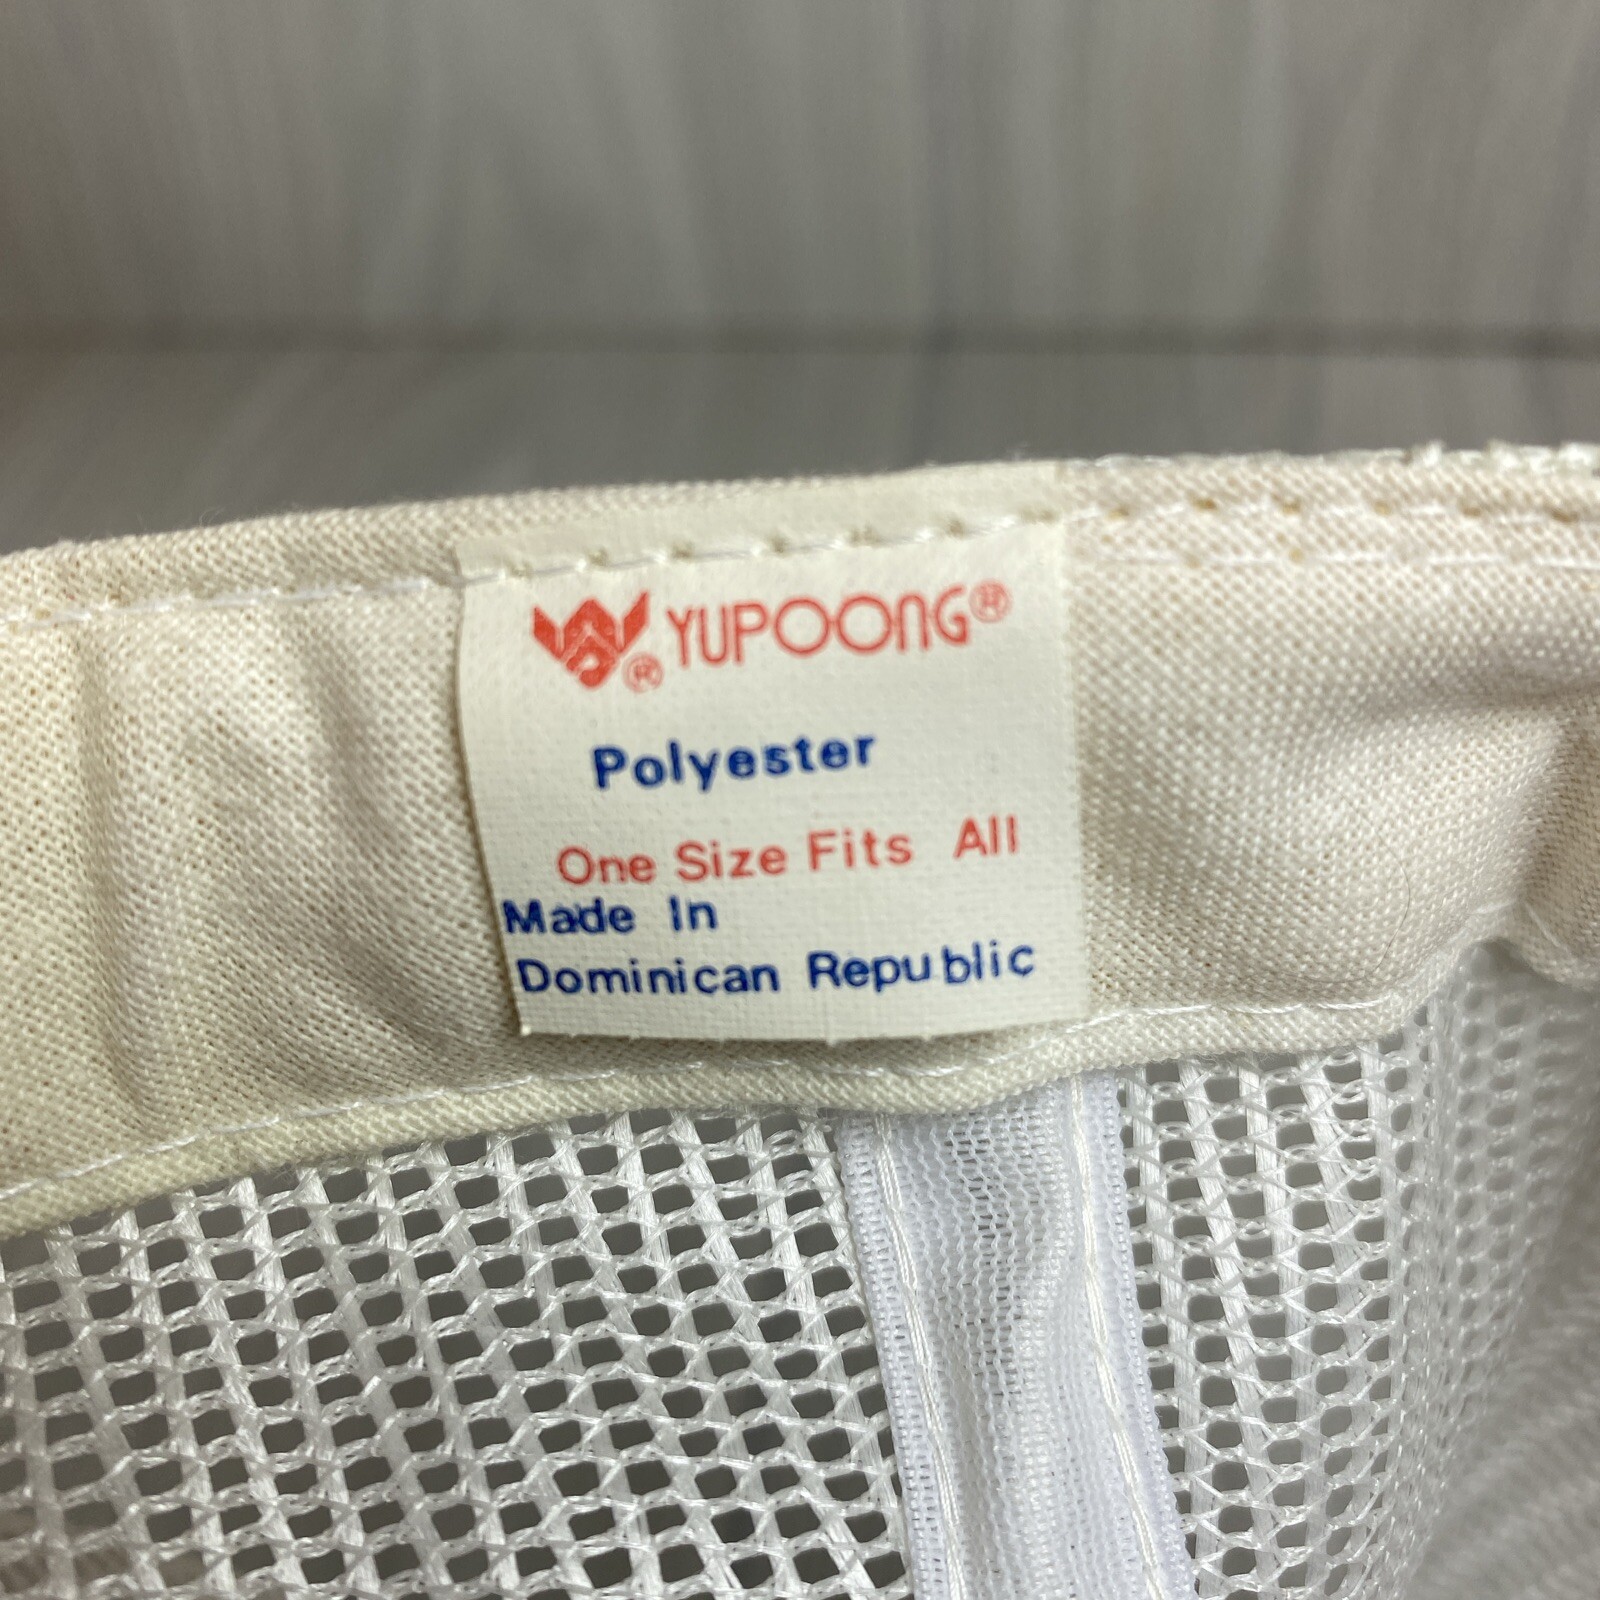 YUPOONG®
®
Polyester
One Size Fits All
Made In
Dominican Republic